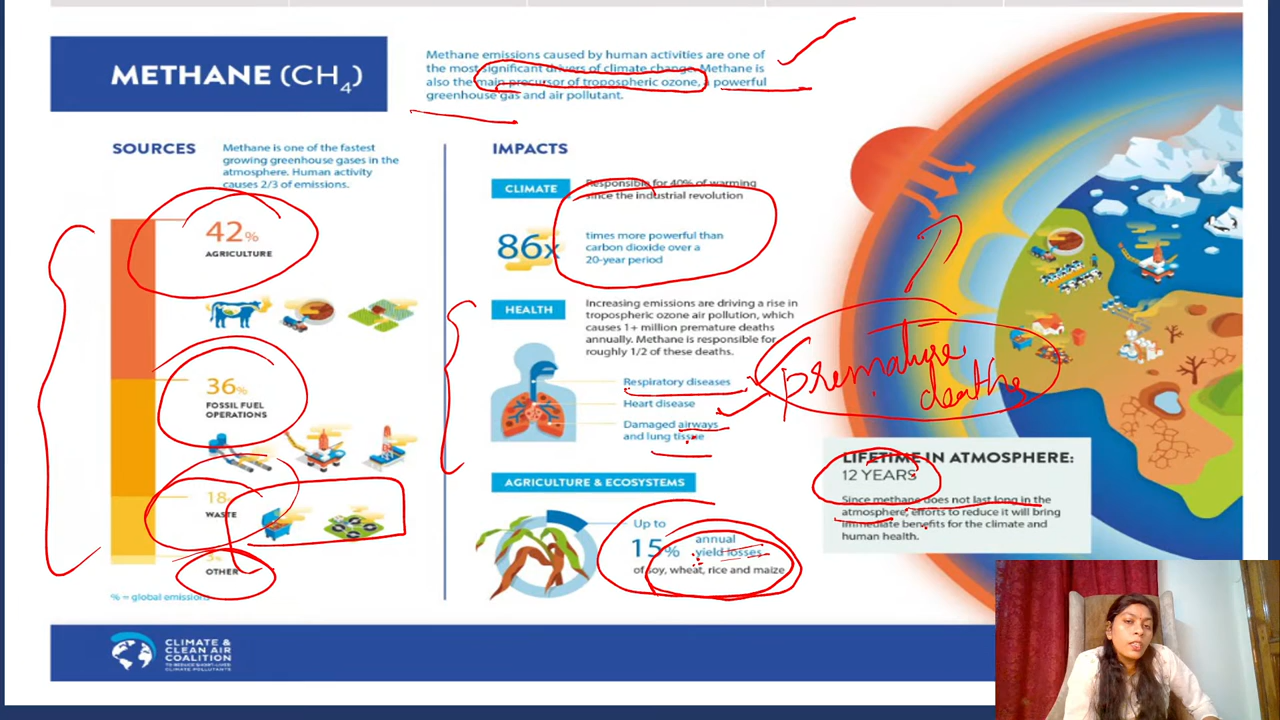 METHANE (CH4)
Methane emissions caused by human activities are one of
the most significant drivers of climate change. Methane is
also the main precursor of tropospheric ozone, a powerful
greenhouse gas and air pollutant.
SOURCES
Methane is one of the fastest
growing greenhouse gases in the
atmosphere. Human activity
causes 2/3 of emissions.
42%
AGRICULTURE
36%
FOSSIL FUEL
OPERATIONS
18%
WASTE
OTHER
% = global emissions
IMPACTS
CLIMATE
Responsible for 40% of warming
since the industrial revolution
86x
times more powerful than
carbon dioxide over a
20-year period
HEALTH
Increasing emissions are driving a rise in
tropospheric ozone air pollution, which
causes 1+ million premature deaths
annually. Methane is responsible for
roughly 1/2 of these deaths.
Respiratory diseases
Heart disease
Damaged airways
and lung tissue
premature
deaths
AGRICULTURE & ECOSYSTEMS
Up to
15% annual
yield losses
of soy, wheat, rice and maize
LIFETIME IN ATMOSPHERE:
12 YEARS
Since methane does not last long in the
atmosphere, efforts to reduce it will bring
immediate benefits for the climate and
human health.
CLIMATE &
CLEAN AIR
COALITION
TO REDUCE SHORT-LIVED
CLIMATE POLLUTANTS